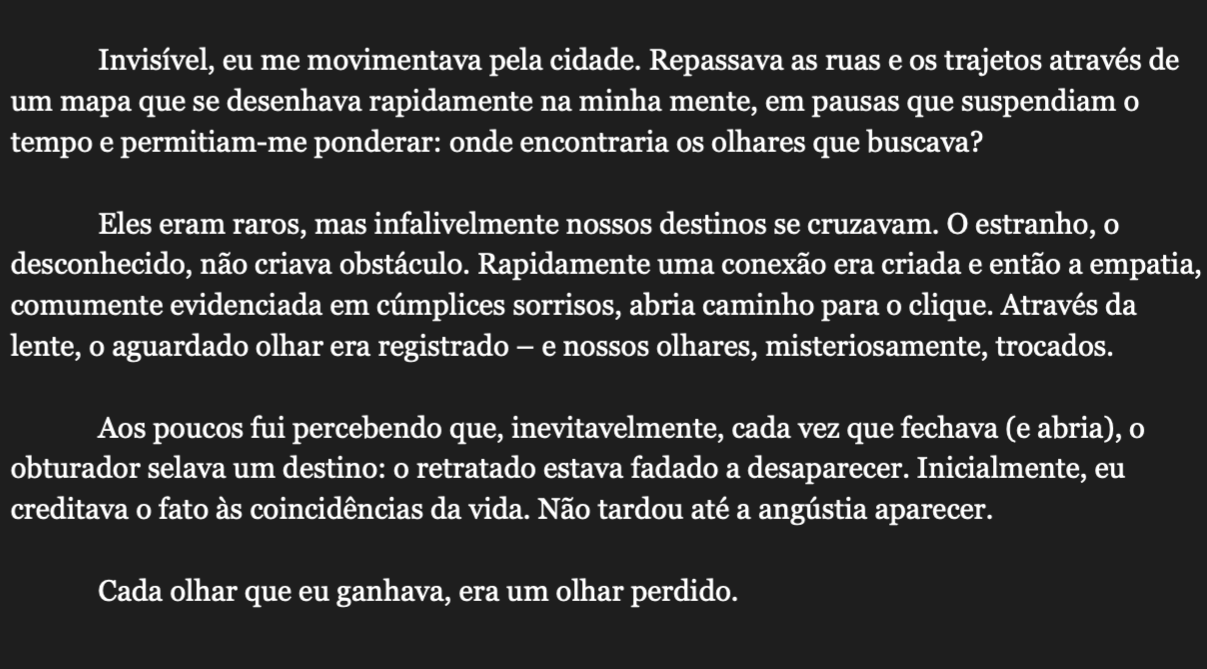 Invisível, eu me movimentava pela cidade. Repassava as ruas e os trajetos através de
um mapa que se desenhava rapidamente na minha mente, em pausas que suspendiam o
tempo e permitiam-me ponderar: onde encontraria os olhares que buscava?
Eles eram raros, mas infalivelmente nossos destinos se cruzavam. O estranho, o
desconhecido, não criava obstáculo. Rapidamente uma conexão era criada e então a empatia,
comumente evidenciada em cúmplices sorrisos, abria caminho para o clique. Através da
lente, o aguardado olhar era registrado – e nossos olhares, misteriosamente, trocados.
Aos poucos fui percebendo que, inevitavelmente, cada vez que fechava (e abria), o
obturador selava um destino: o retratado estava fadado a desaparecer. Inicialmente, eu
creditava o fato às coincidências da vida. Não tardou até a angústia aparecer.
Cada olhar que eu ganhava, era um olhar perdido.